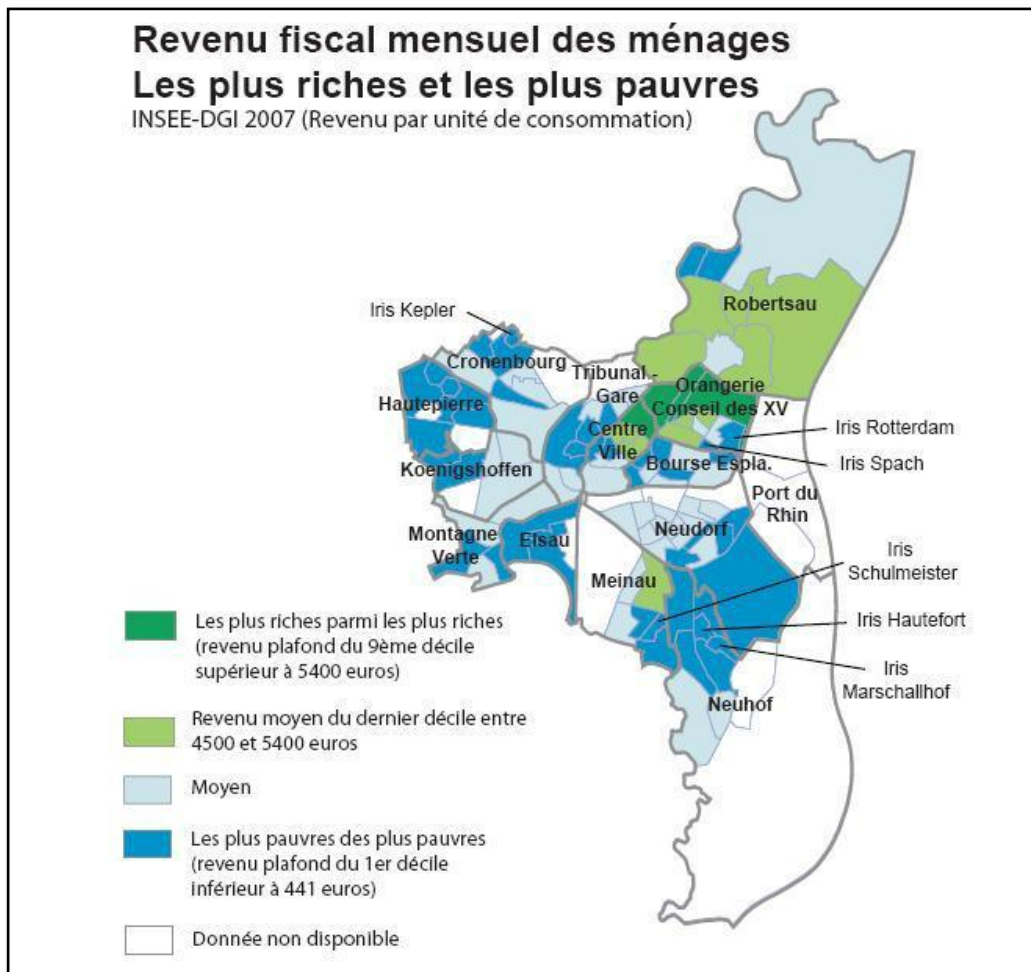 Revenu fiscal mensuel des ménages
Les plus riches et les plus pauvres
INSEE-DGI 2007 (Revenu par unité de consommation)
Robertsau
Iris Kepler
Cronenbourg
Tribunal -
Gare
Orangerie
Conseil des XV
Hautepierre
Centre
Ville
Iris Rotterdam
Koenigshoffen
Bourse Espla.
Iris Spach
Port du
Rhin
Montagne
Verte
Elsau
Neudorf
Meinau
Iris
Schulmeister
Iris Hautefort
Iris
Marschallhof
Neuhof
Les plus riches parmi les plus riches
(revenu plafond du 9ème décile
supérieur à 5400 euros)
Revenu moyen du dernier décile entre
4500 et 5400 euros
Moyen
Les plus pauvres des plus pauvres
(revenu plafond du 1er décile
inférieur à 441 euros)
Donnée non disponible